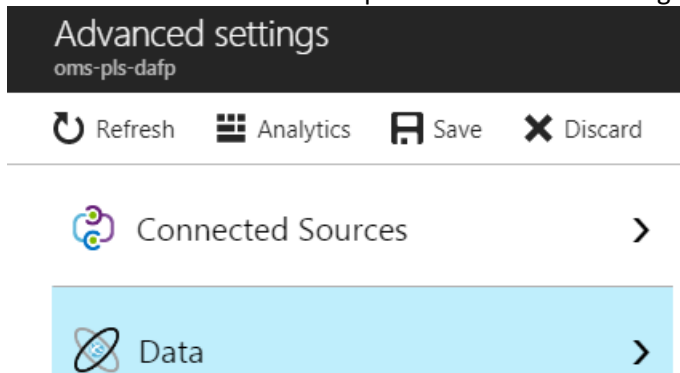 Advanced settings
oms-pls-dafp
Refresh Analytics Save Discard
Connected Sources
Data